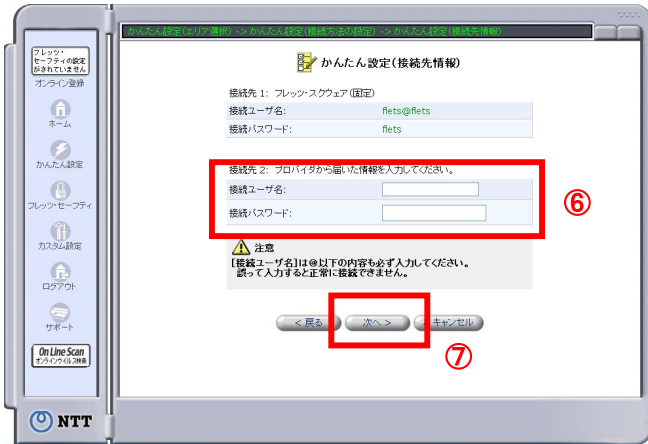 かんたん設定(エリア選択) -> かんたん設定(接続方法の設定) -> かんたん設定(接続先情報)
フレッツ・
セーフティの設定
がされていません
オンライン登録
ホーム
かんたん設定
フレッツ・セーフティ
カスタム設定
ログアウト
サポート
On Line Scan
オンラインウイルス検査
NTT
かんたん設定(接続先情報)
接続先 1: フレッツ・スクウェア(固定)
接続ユーザ名: flets@flets
接続パスワード: flets
接続先 2: プロバイダから届いた情報を入力してください。
接続ユーザ名:
接続パスワード:
⑥
注意
[接続ユーザ名]は@以下の内容も必ず入力してください。
誤って入力すると正常に接続できません。
< 戻る 次へ > キャンセル
⑦